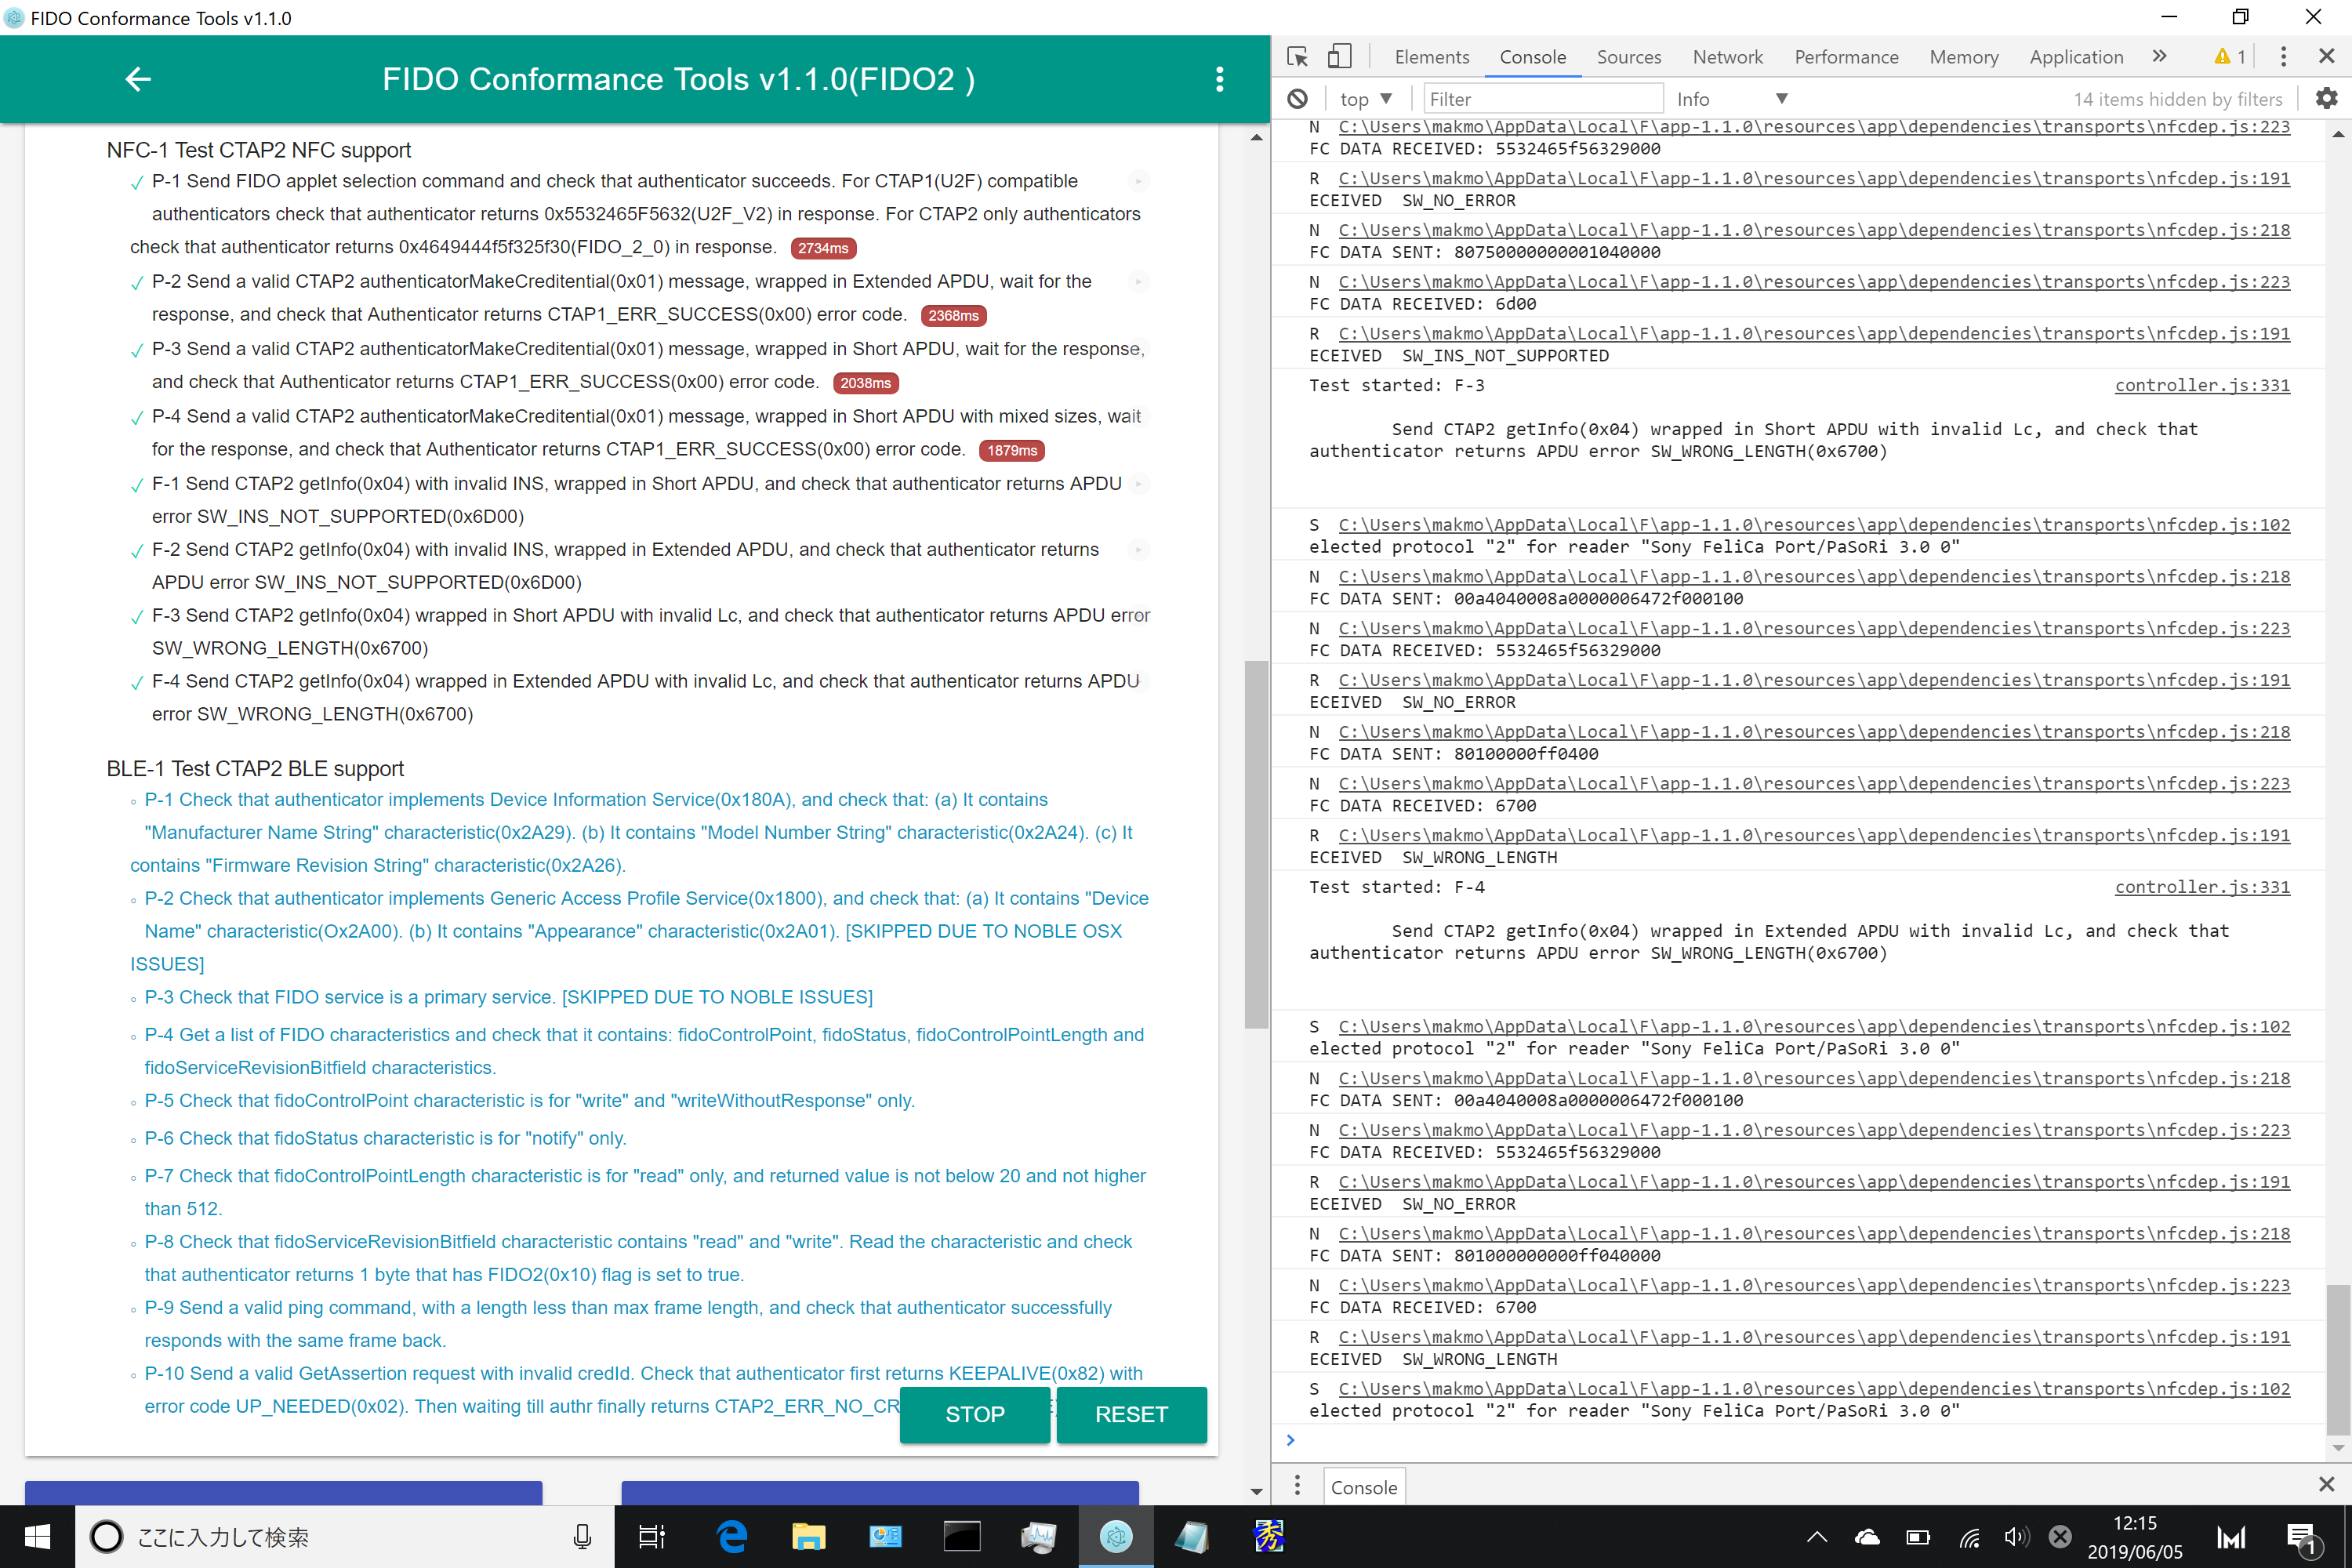 FIDO Conformance Tools v1.1.0
FIDO Conformance Tools v1.1.0(FIDO2 )
NFC-1 Test CTAP2 NFC support
P-1 Send FIDO applet selection command and check that authenticator succeeds. For CTAP1(U2F) compatible
authenticators check that authenticator returns 0x5532465F5632(U2F_V2) in response. For CTAP2 only authenticators
check that authenticator returns 0x4649444f5f325f30(FIDO_2_0) in response. 2734ms
P-2 Send a valid CTAP2 authenticatorMakeCreditential(0x01) message, wrapped in Extended APDU, wait for the
response, and check that Authenticator returns CTAP1_ERR_SUCCESS(0x00) error code. 2368ms
P-3 Send a valid CTAP2 authenticatorMakeCreditential(0x01) message, wrapped in Short APDU, wait for the response,
and check that Authenticator returns CTAP1_ERR_SUCCESS(0x00) error code. 2038ms
P-4 Send a valid CTAP2 authenticatorMakeCreditential(0x01) message, wrapped in Short APDU with mixed sizes, wait
for the response, and check that Authenticator returns CTAP1_ERR_SUCCESS(0x00) error code. 1879ms
F-1 Send CTAP2 getInfo(0x04) with invalid INS, wrapped in Short APDU, and check that authenticator returns APDU
error SW_INS_NOT_SUPPORTED(0x6D00)
F-2 Send CTAP2 getInfo(0x04) with invalid INS, wrapped in Extended APDU, and check that authenticator returns
APDU error SW_INS_NOT_SUPPORTED(0x6D00)
F-3 Send CTAP2 getInfo(0x04) wrapped in Short APDU with invalid Lc, and check that authenticator returns APDU error
SW_WRONG_LENGTH(0x6700)
F-4 Send CTAP2 getInfo(0x04) wrapped in Extended APDU with invalid Lc, and check that authenticator returns APDU
error SW_WRONG_LENGTH(0x6700)
BLE-1 Test CTAP2 BLE support
P-1 Check that authenticator implements Device Information Service(0x180A), and check that: (a) It contains
"Manufacturer Name String" characteristic(0x2A29). (b) It contains "Model Number String" characteristic(0x2A24). (c) It
contains "Firmware Revision String" characteristic(0x2A26).
P-2 Check that authenticator implements Generic Access Profile Service(0x1800), and check that: (a) It contains "Device
Name" characteristic(Ox2A00). (b) It contains "Appearance" characteristic(0x2A01). [SKIPPED DUE TO NOBLE OSX
ISSUES]
P-3 Check that FIDO service is a primary service. [SKIPPED DUE TO NOBLE ISSUES]
P-4 Get a list of FIDO characteristics and check that it contains: fidoControlPoint, fidoStatus, fidoControlPointLength and
fidoServiceRevisionBitfield characteristics.
P-5 Check that fidoControlPoint characteristic is for "write" and "writeWithoutResponse" only.
P-6 Check that fidoStatus characteristic is for "notify" only.
P-7 Check that fidoControlPointLength characteristic is for "read" only, and returned value is not below 20 and not higher
than 512.
P-8 Check that fidoServiceRevisionBitfield characteristic contains "read" and "write". Read the characteristic and check
that authenticator returns 1 byte that has FIDO2(0x10) flag is set to true.
P-9 Send a valid ping command, with a length less than max frame length, and check that authenticator successfully
responds with the same frame back.
P-10 Send a valid GetAssertion request with invalid credId. Check that authenticator first returns KEEPALIVE(0x82) with
error code UP_NEEDED(0x02). Then waiting till authr finally returns CTAP2_ERR_NO_CR
STOP RESET
Elements Console Sources Network Performance Memory Application » 1
top Filter Info 14 items hidden by filters
N C:\Users\makmo\AppData\Local\F\app-1.1.0\resources\app\dependencies\transports\nfcdep.js:223
FC DATA RECEIVED: 5532465f56329000
R C:\Users\makmo\AppData\Local\F\app-1.1.0\resources\app\dependencies\transports\nfcdep.js:191
ECEIVED SW_NO_ERROR
N C:\Users\makmo\AppData\Local\F\app-1.1.0\resources\app\dependencies\transports\nfcdep.js:218
FC DATA SENT: 80750000000001040000
N C:\Users\makmo\AppData\Local\F\app-1.1.0\resources\app\dependencies\transports\nfcdep.js:223
FC DATA RECEIVED: 6d00
R C:\Users\makmo\AppData\Local\F\app-1.1.0\resources\app\dependencies\transports\nfcdep.js:191
ECEIVED SW_INS_NOT_SUPPORTED
Test started: F-3 controller.js:331
Send CTAP2 getInfo(0x04) wrapped in Short APDU with invalid Lc, and check that
authenticator returns APDU error SW_WRONG_LENGTH(0x6700)
S C:\Users\makmo\AppData\Local\F\app-1.1.0\resources\app\dependencies\transports\nfcdep.js:102
elected protocol "2" for reader "Sony FeliCa Port/PaSoRi 3.0 0"
N C:\Users\makmo\AppData\Local\F\app-1.1.0\resources\app\dependencies\transports\nfcdep.js:218
FC DATA SENT: 00a4040008a0000006472f000100
N C:\Users\makmo\AppData\Local\F\app-1.1.0\resources\app\dependencies\transports\nfcdep.js:223
FC DATA RECEIVED: 5532465f56329000
R C:\Users\makmo\AppData\Local\F\app-1.1.0\resources\app\dependencies\transports\nfcdep.js:191
ECEIVED SW_NO_ERROR
N C:\Users\makmo\AppData\Local\F\app-1.1.0\resources\app\dependencies\transports\nfcdep.js:218
FC DATA SENT: 80100000ff0400
N C:\Users\makmo\AppData\Local\F\app-1.1.0\resources\app\dependencies\transports\nfcdep.js:223
FC DATA RECEIVED: 6700
R C:\Users\makmo\AppData\Local\F\app-1.1.0\resources\app\dependencies\transports\nfcdep.js:191
ECEIVED SW_WRONG_LENGTH
Test started: F-4 controller.js:331
Send CTAP2 getInfo(0x04) wrapped in Extended APDU with invalid Lc, and check that
authenticator returns APDU error SW_WRONG_LENGTH(0x6700)
S C:\Users\makmo\AppData\Local\F\app-1.1.0\resources\app\dependencies\transports\nfcdep.js:102
elected protocol "2" for reader "Sony FeliCa Port/PaSoRi 3.0 0"
N C:\Users\makmo\AppData\Local\F\app-1.1.0\resources\app\dependencies\transports\nfcdep.js:218
FC DATA SENT: 00a4040008a0000006472f000100
N C:\Users\makmo\AppData\Local\F\app-1.1.0\resources\app\dependencies\transports\nfcdep.js:223
FC DATA RECEIVED: 5532465f56329000
R C:\Users\makmo\AppData\Local\F\app-1.1.0\resources\app\dependencies\transports\nfcdep.js:191
ECEIVED SW_NO_ERROR
N C:\Users\makmo\AppData\Local\F\app-1.1.0\resources\app\dependencies\transports\nfcdep.js:218
FC DATA SENT: 801000000000ff040000
N C:\Users\makmo\AppData\Local\F\app-1.1.0\resources\app\dependencies\transports\nfcdep.js:223
FC DATA RECEIVED: 6700
R C:\Users\makmo\AppData\Local\F\app-1.1.0\resources\app\dependencies\transports\nfcdep.js:191
ECEIVED SW_WRONG_LENGTH
S C:\Users\makmo\AppData\Local\F\app-1.1.0\resources\app\dependencies\transports\nfcdep.js:102
elected protocol "2" for reader "Sony FeliCa Port/PaSoRi 3.0 0"
Console
ここに入力して検索
秀
12:15
2019/06/05
1